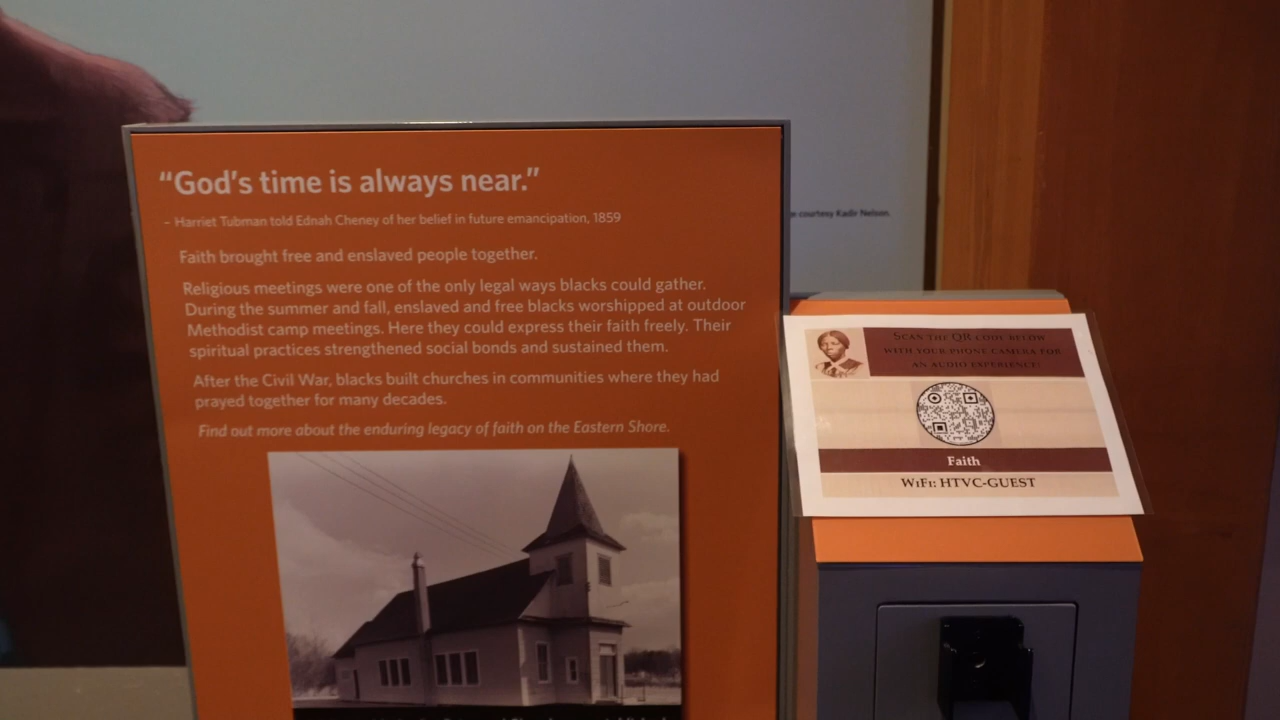 "God's time is always near."
– Harriet Tubman told Ednah Cheney of her belief in future emancipation, 1859
Faith brought free and enslaved people together.
Religious meetings were one of the only legal ways blacks could gather.
During the summer and fall, enslaved and free blacks worshipped at outdoor
Methodist camp meetings. Here they could express their faith freely. Their
spiritual practices strengthened social bonds and sustained them.
After the Civil War, blacks built churches in communities where they had
prayed together for many decades.
Find out more about the enduring legacy of faith on the Eastern Shore.
courtesy Kadir Nelson.
SCAN THE QR CODE BELOW
WITH YOUR PHONE CAMERA FOR
AN AUDIO EXPERIENCE!
Faith
WIFI: HTVC-GUEST